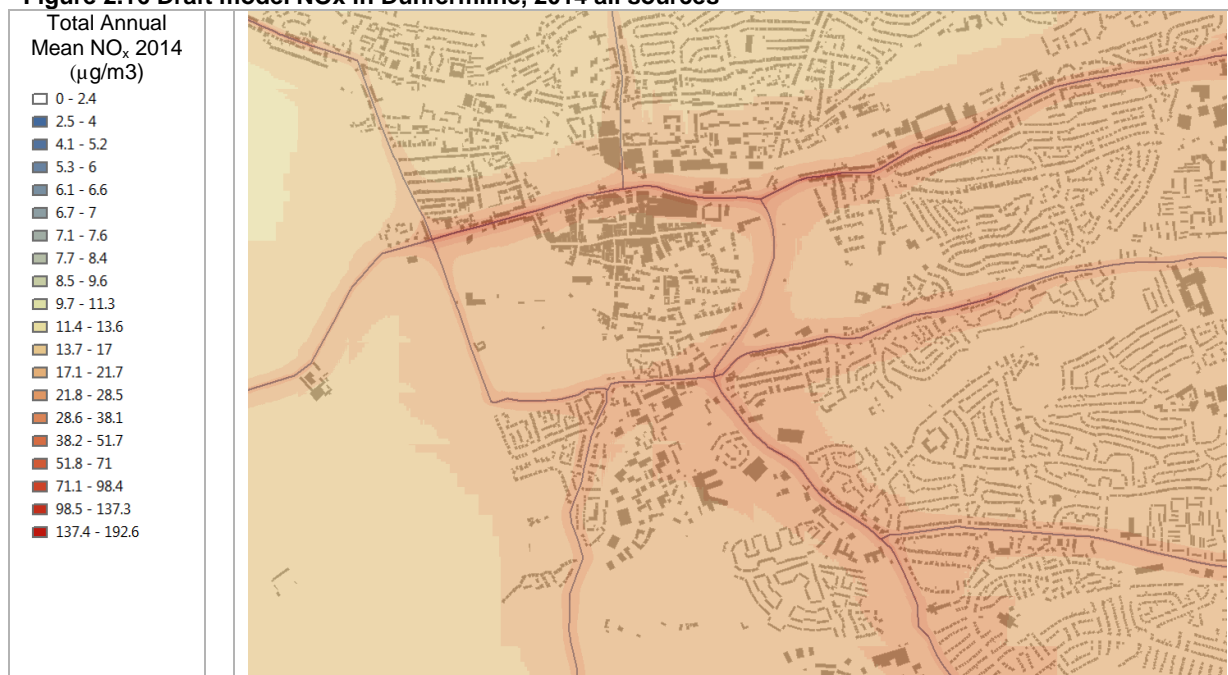 Figure 2.10 Draft model NOx in Dunfermline, 2014 all sources
Total Annual
Mean NOx 2014
(µg/m3)
0 - 2.4
2.5 - 4
4.1 - 5.2
5.3 - 6
6.1 - 6.6
6.7 - 7
7.1 - 7.6
7.7 - 8.4
8.5 - 9.6
9.7 - 11.3
11.4 - 13.6
13.7 - 17
17.1 - 21.7
21.8 - 28.5
28.6 - 38.1
38.2 - 51.7
51.8 - 71
71.1 - 98.4
98.5 - 137.3
137.4 - 192.6